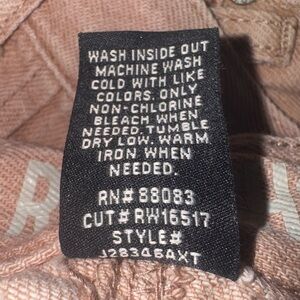 WASH INSIDE OUT
MACHINE WASH
COLD WITH LIKE
COLORS. ONLY
NON-CHLORINE
BLEACH WHEN
NEEDED. TUMBLE
DRY LOW. WARM
IRON WHEN
NEEDED.
RN# 88083
CUT# RW16517
STYLE#
J28346AXT